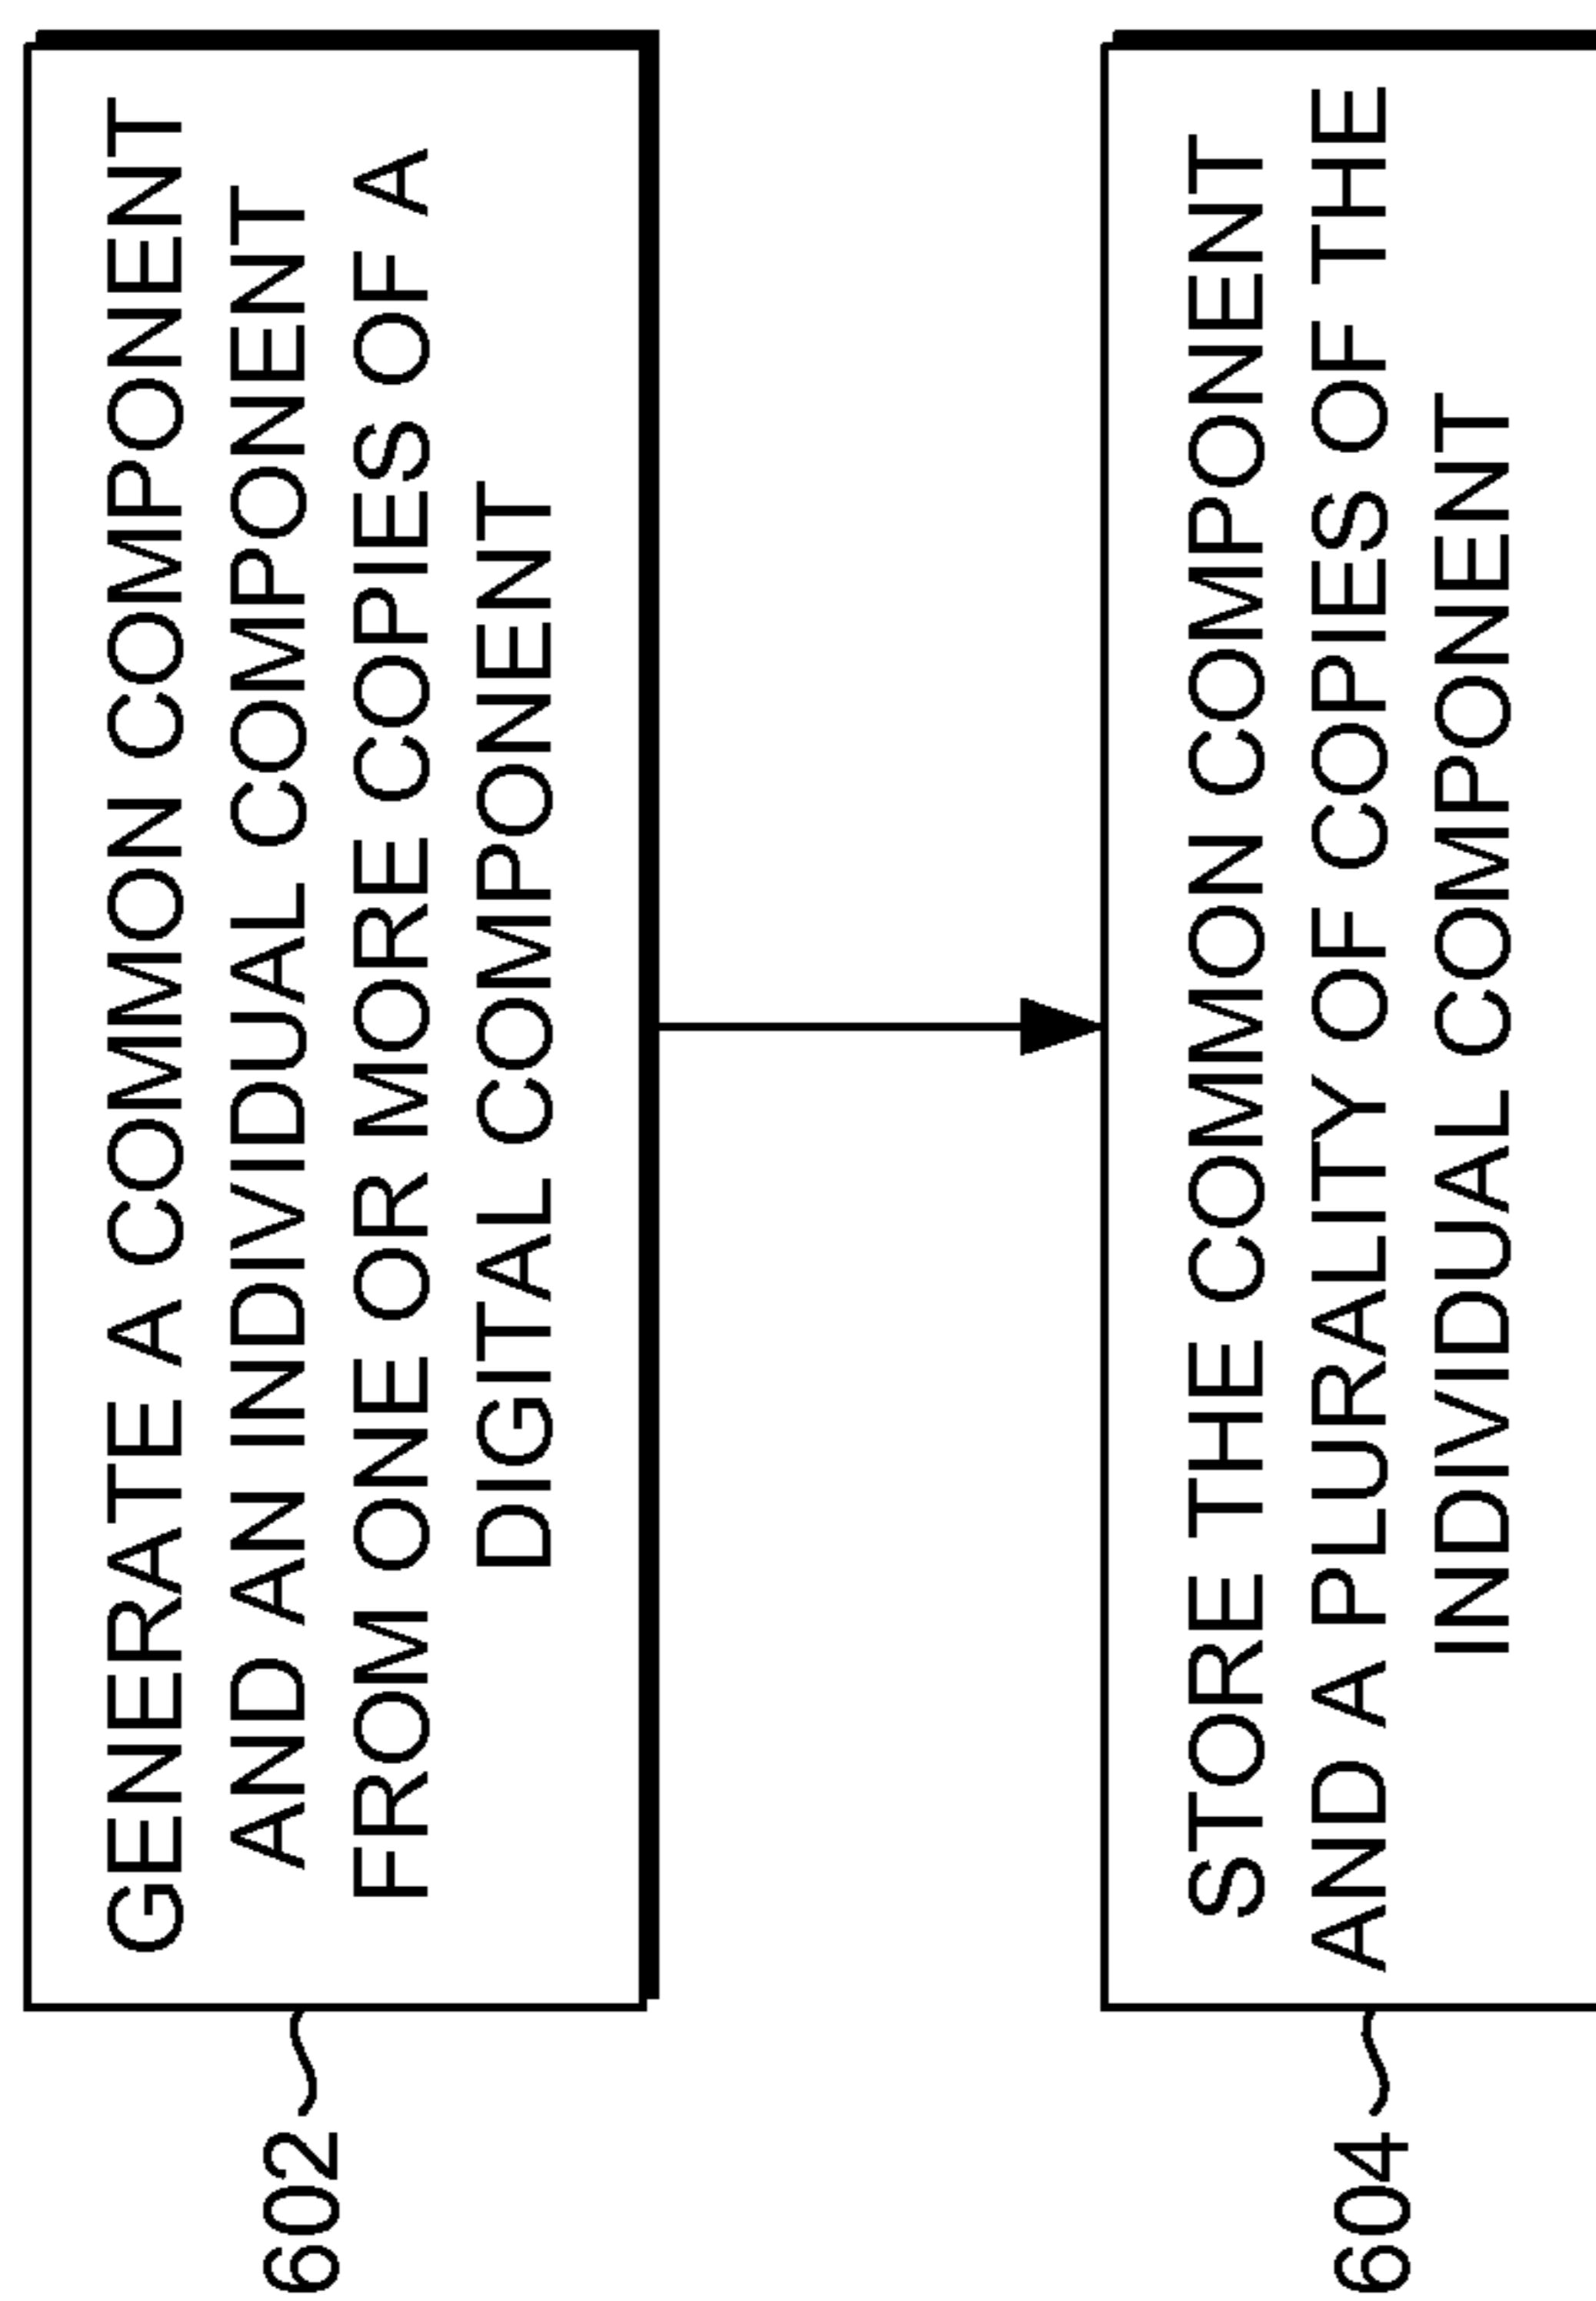 GENERATE A COMMON COMPONENT
AND AN INDIVIDUAL COMPONENT
FROM ONE OR MORE COPIES OF A
DIGITAL COMPONENT
602
STORE THE COMMON COMPONENT
AND A PLURALITY OF COPIES OF THE
INDIVIDUAL COMPONENT
604